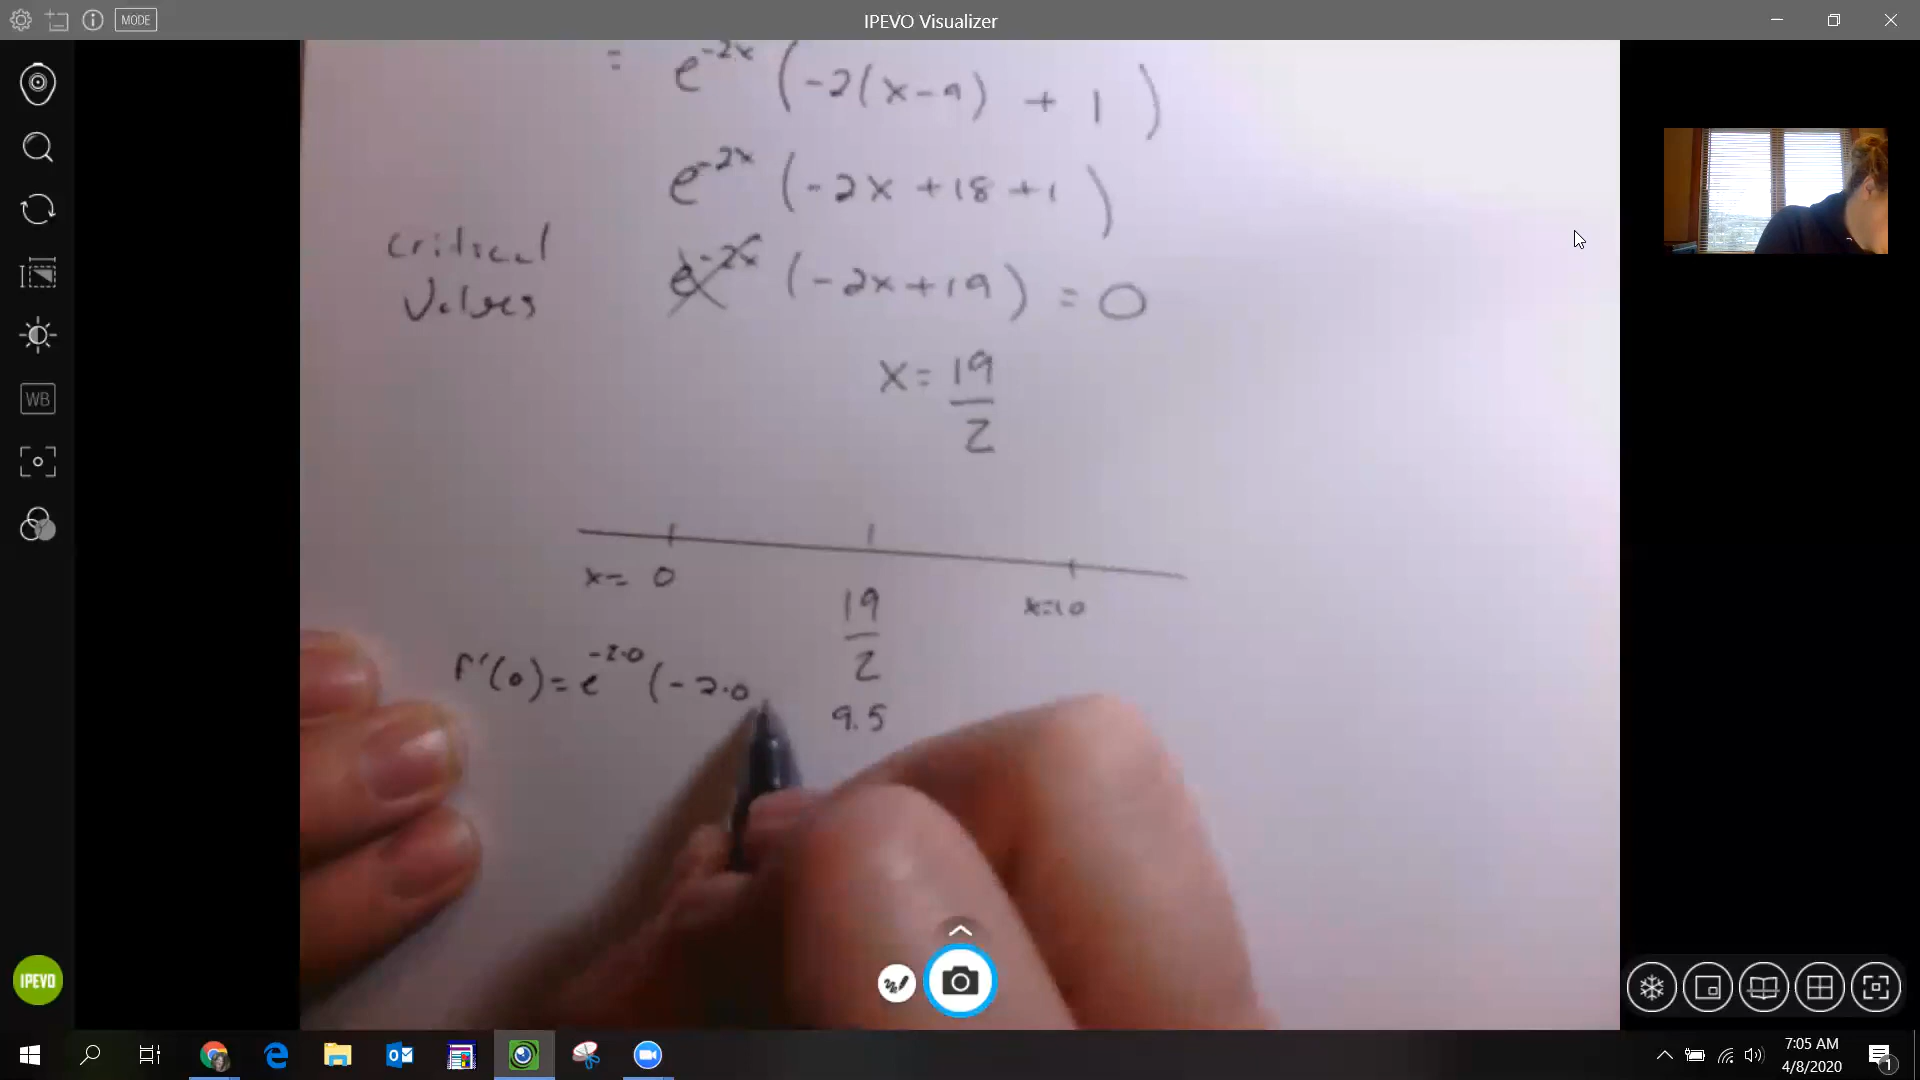 MODE
IPEVO Visualizer
= e^-2x (-2(x-9) + 1)
e^-2x (-2x +18 +1)
critical
Values
e^-2x (-2x+19) = 0
x = 19/2
x= 0
19/2
x=10
f'(0) = e^-2·0 (-2·0
9.5
WB
IPEVO
7:05 AM
4/8/2020
1